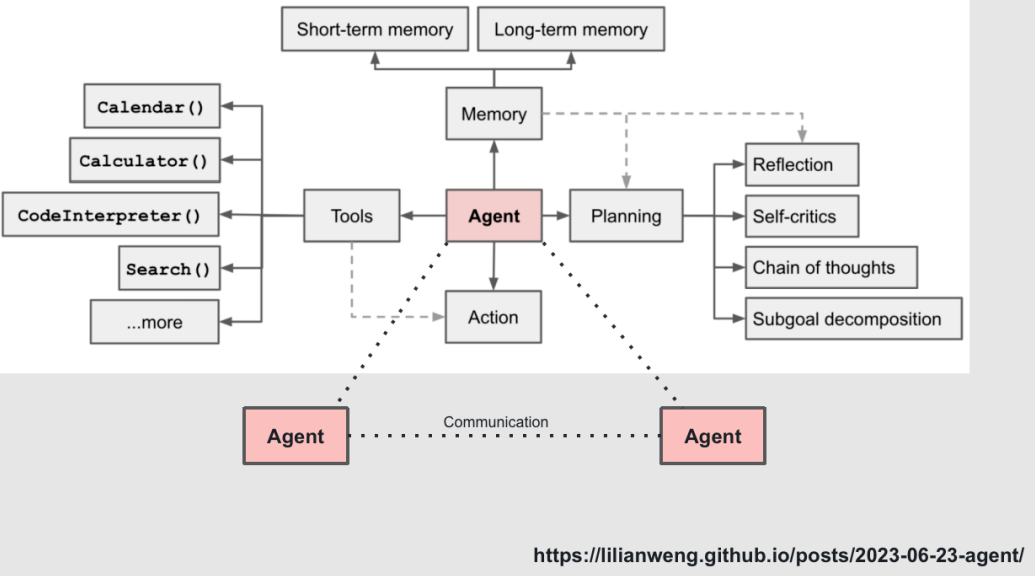 Short-term memory
Long-term memory
Calendar()
Memory
Calculator()
Reflection
CodeInterpreter()
Tools
Agent
Planning
Self-critics
Search()
Chain of thoughts
...more
Action
Subgoal decomposition
Agent
Communication
Agent
https://lilianweng.github.io/posts/2023-06-23-agent/